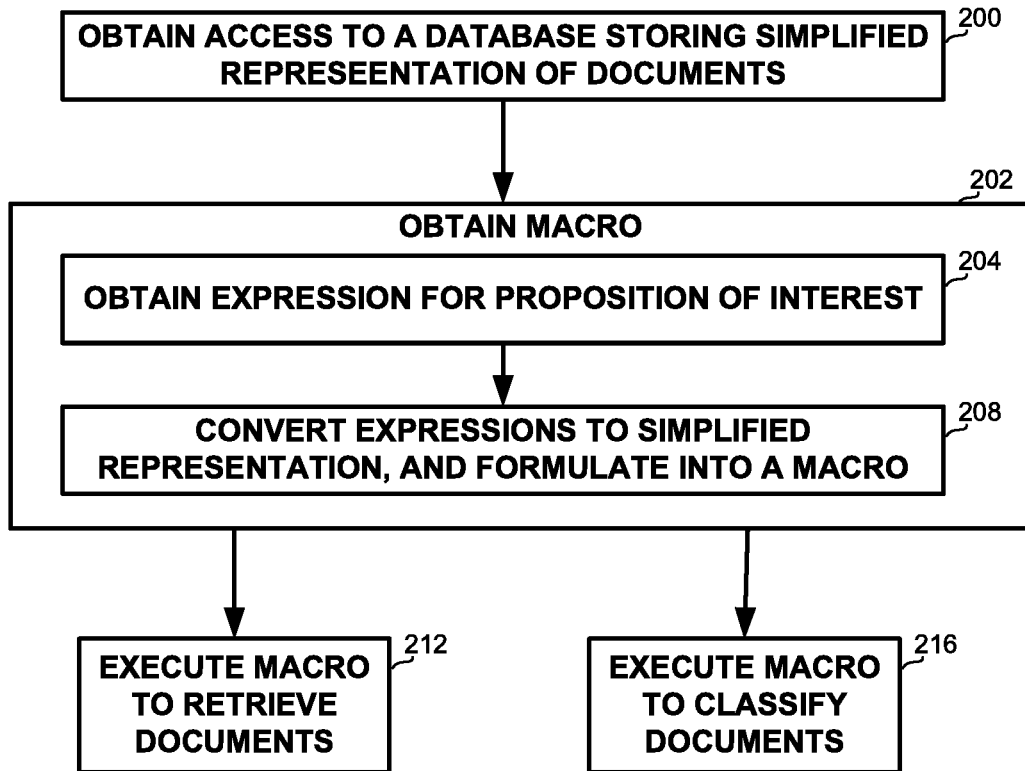 OBTAIN ACCESS TO A DATABASE STORING SIMPLIFIED
REPRESEENTATION OF DOCUMENTS
200
202
OBTAIN MACRO
204
OBTAIN EXPRESSION FOR PROPOSITION OF INTEREST
208
CONVERT EXPRESSIONS TO SIMPLIFIED
REPRESENTATION, AND FORMULATE INTO A MACRO
212
EXECUTE MACRO
TO RETRIEVE
DOCUMENTS
216
EXECUTE MACRO
TO CLASSIFY
DOCUMENTS